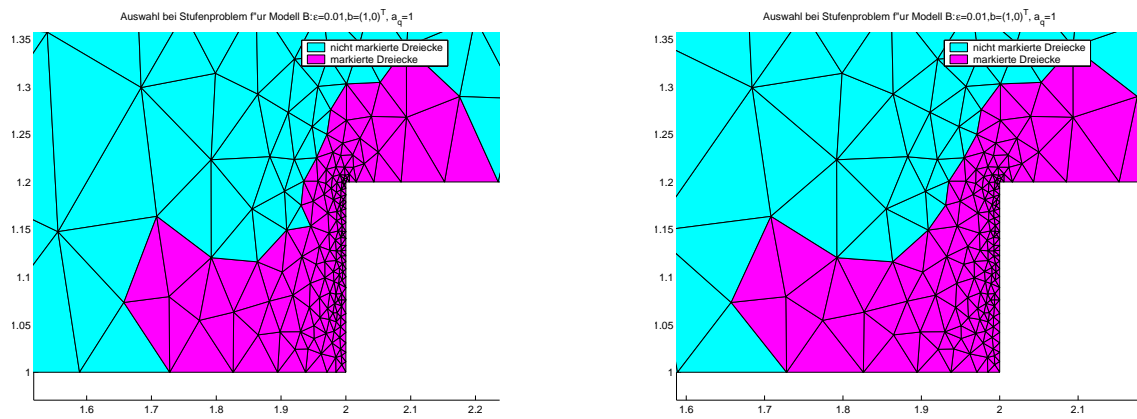 Auswahl bei Stufenproblem f"ur Modell B:ε=0.01,b=(1,0)^T, a_q=1
nicht markierte Dreiecke
markierte Dreiecke
1.35
1.3
1.25
1.2
1.15
1.1
1.05
1
1.6 1.7 1.8 1.9 2 2.1 2.2
Auswahl bei Stufenproblem f"ur Modell B:ε=0.01,b=(1,0)^T, a_q=1
nicht markierte Dreiecke
markierte Dreiecke
1.35
1.3
1.25
1.2
1.15
1.1
1.05
1
1.6 1.7 1.8 1.9 2 2.1